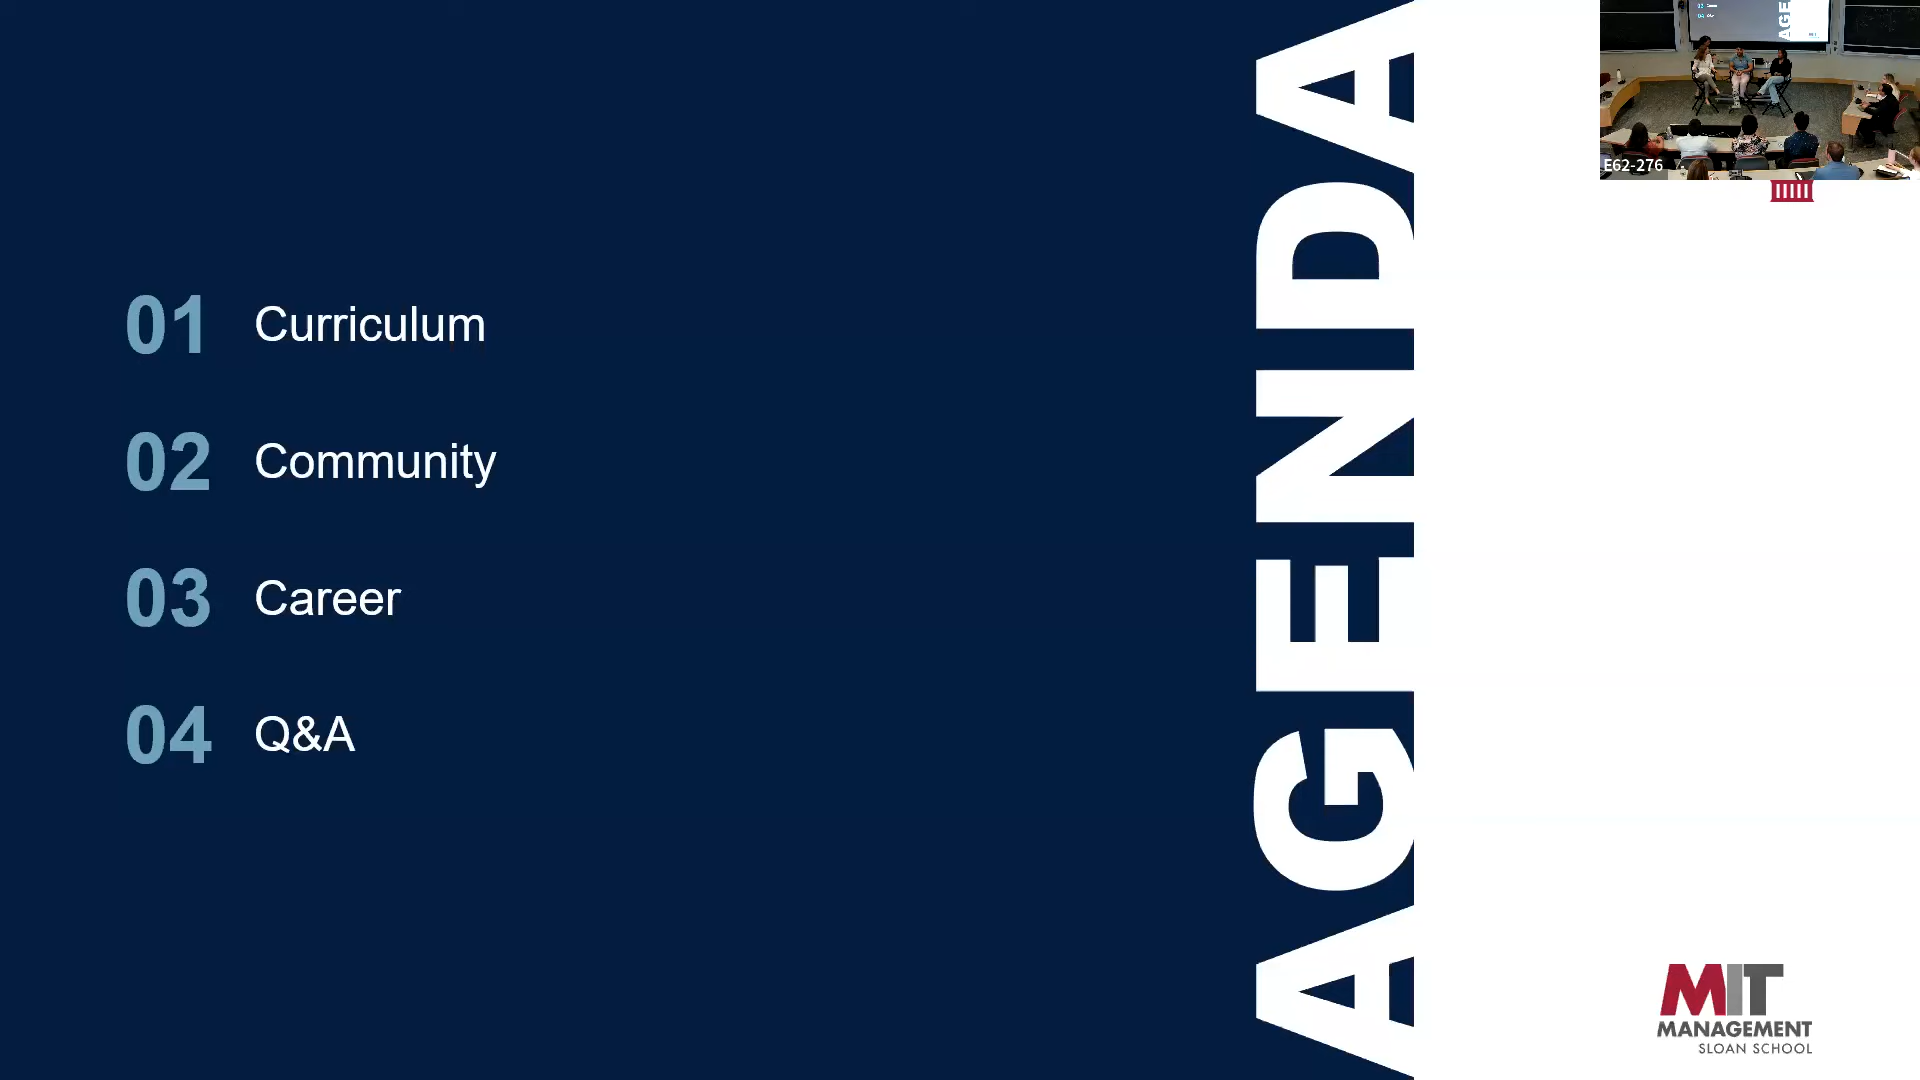 01 Curriculum
02 Community
03 Career
04 Q&A
AGENDA
E62-276
MIT
MANAGEMENT
SLOAN SCHOOL